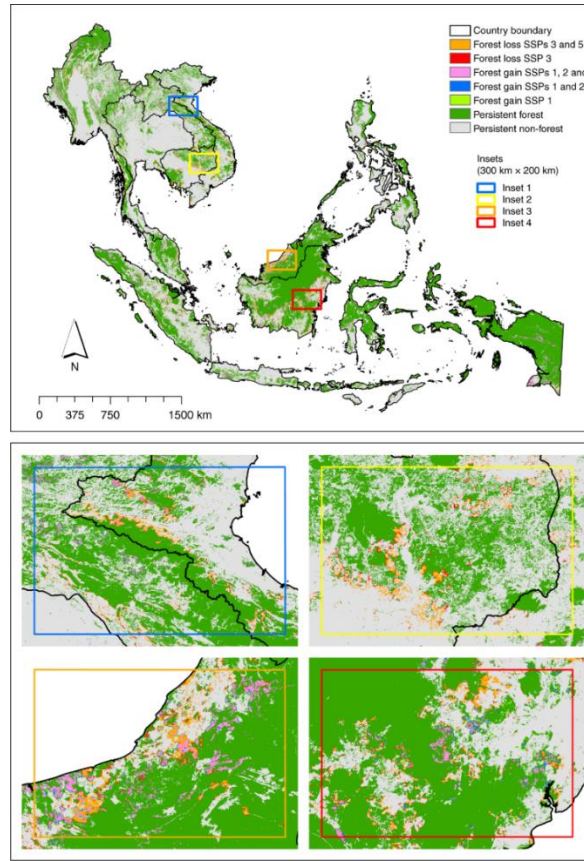 Country boundary
Forest loss SSPs 3 and 5
Forest loss SSP 3
Forest gain SSPs 1, 2 and
Forest gain SSPs 1 and 2
Forest gain SSP 1
Persistent forest
Persistent non-forest
Insets
(300 km × 200 km)
Inset 1
Inset 2
Inset 3
Inset 4
N
0 375 750 1500 km